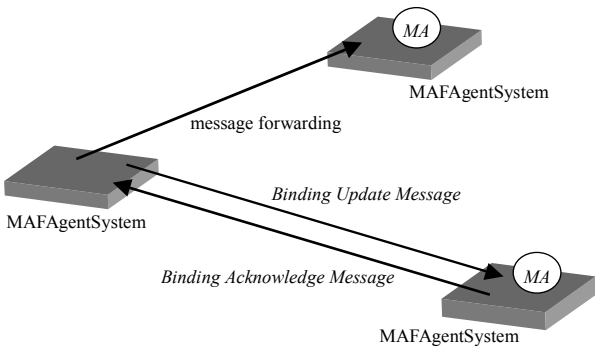 MA
MAFAgentSystem
message forwarding
Binding Update Message
MAFAgentSystem
Binding Acknowledge Message
MA
MAFAgentSystem